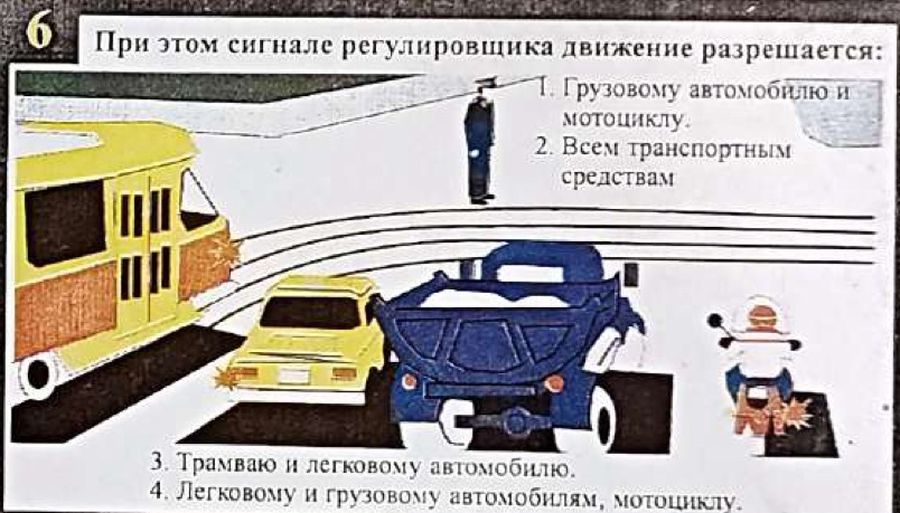 6
При этом сигнале регулировщика движение разрешается:
1. Грузовому автомобилю и
мотоциклу.
2. Всем транспортным
средствам
3. Трамваю и легковому автомобилю.
4. Легковому и грузовому автомобилям, мотоциклу.